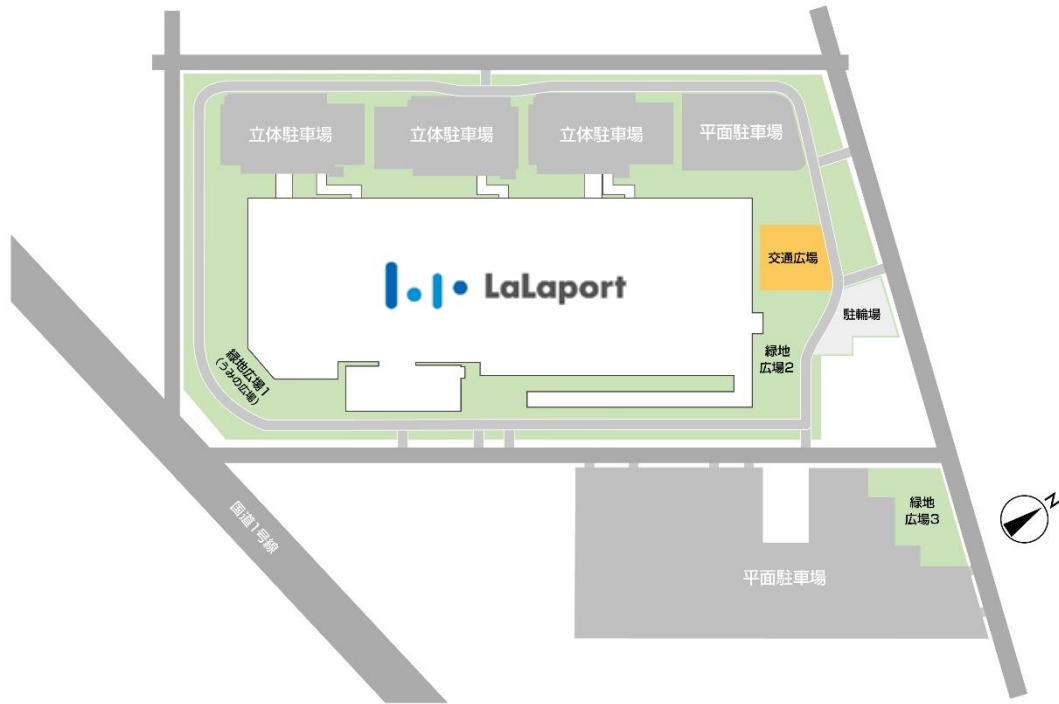 立体駐車場
立体駐車場
立体駐車場
平面駐車場
交通広場
LaLaport
駐輪場
緑地
広場2
緑地広場1
(うみの広場)
国道1号線
緑地
広場3
N
平面駐車場